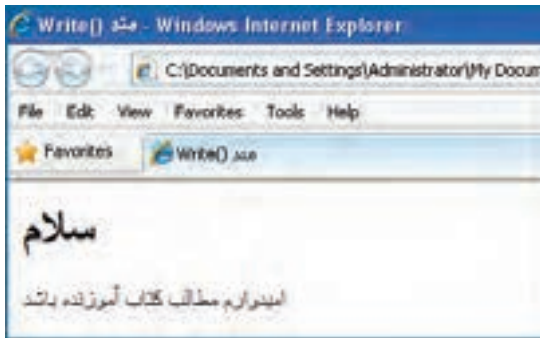 Write() متد - Windows Internet Explorer
C:\Documents and Settings\Administrator\My Docum
File Edit View Favorites Tools Help
Favorites Write() متد
سلام
امیدوارم مطالب کتاب آموزنده باشد